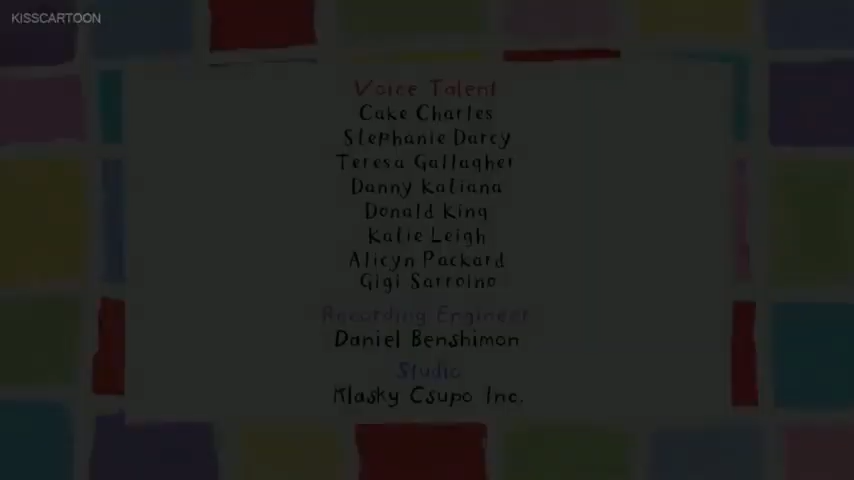 KISSCARTOON
Voice Talent
Cake Charles
Stephanie Darcy
Teresa Gallagher
Danny Katiana
Donald King
Katie Leigh
Alicyn Packard
Gigi Sarroino
Recording Engineer
Daniel Benshimon
Studio
Klasky Csupo Inc.